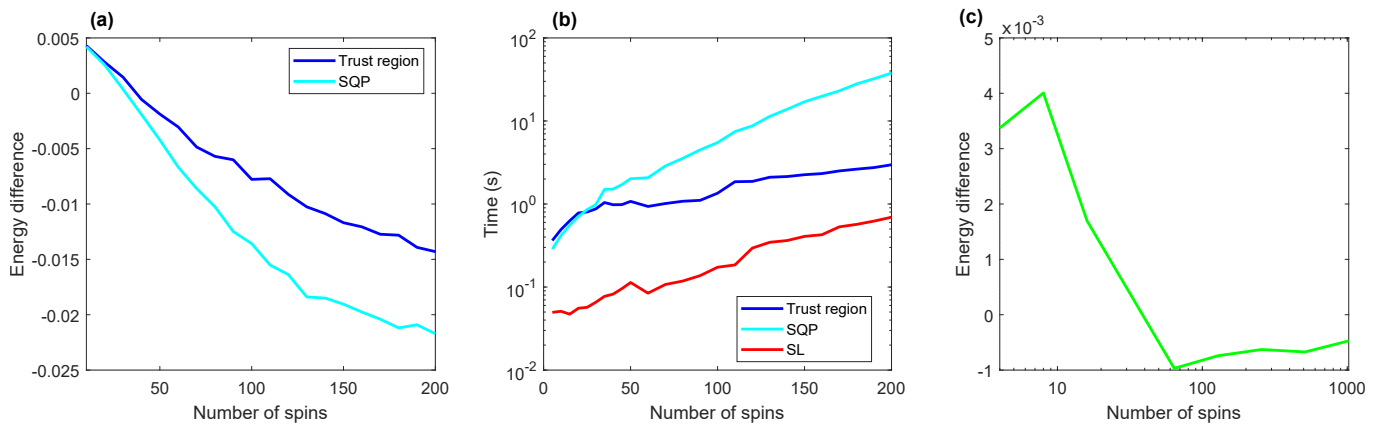 (a)
0.005
0
-0.005
-0.01
-0.015
-0.02
-0.025
50
100
150
200
Energy difference
Number of spins
Trust region
SQP
(b)
10^2
10^1
10^0
10^-1
10^-2
0
50
100
150
200
Time (s)
Number of spins
Trust region
SQP
SL
(c)
×10^-3
5
4
3
2
1
0
-1
10
100
1000
Energy difference
Number of spins